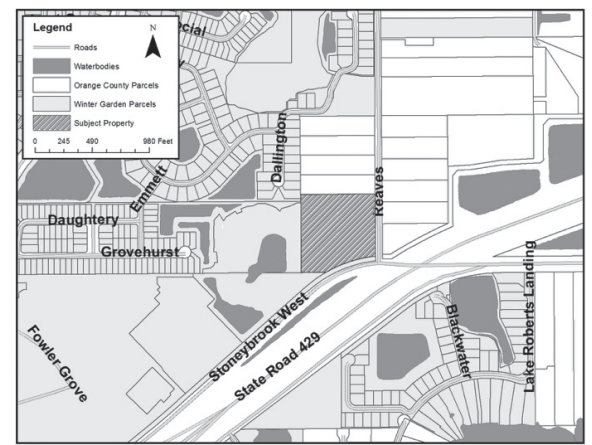 Legend
N
Roads
Waterbodies
Orange County Parcels
Winter Garden Parcels
Subject Property
0 245 490 980 Feet
Dallington
Reaves
Emmett
Daughtery
Grovehurst
Stoneybrook West
State Road 429
Fowler Grove
Blackwater
Lake Roberts Landing